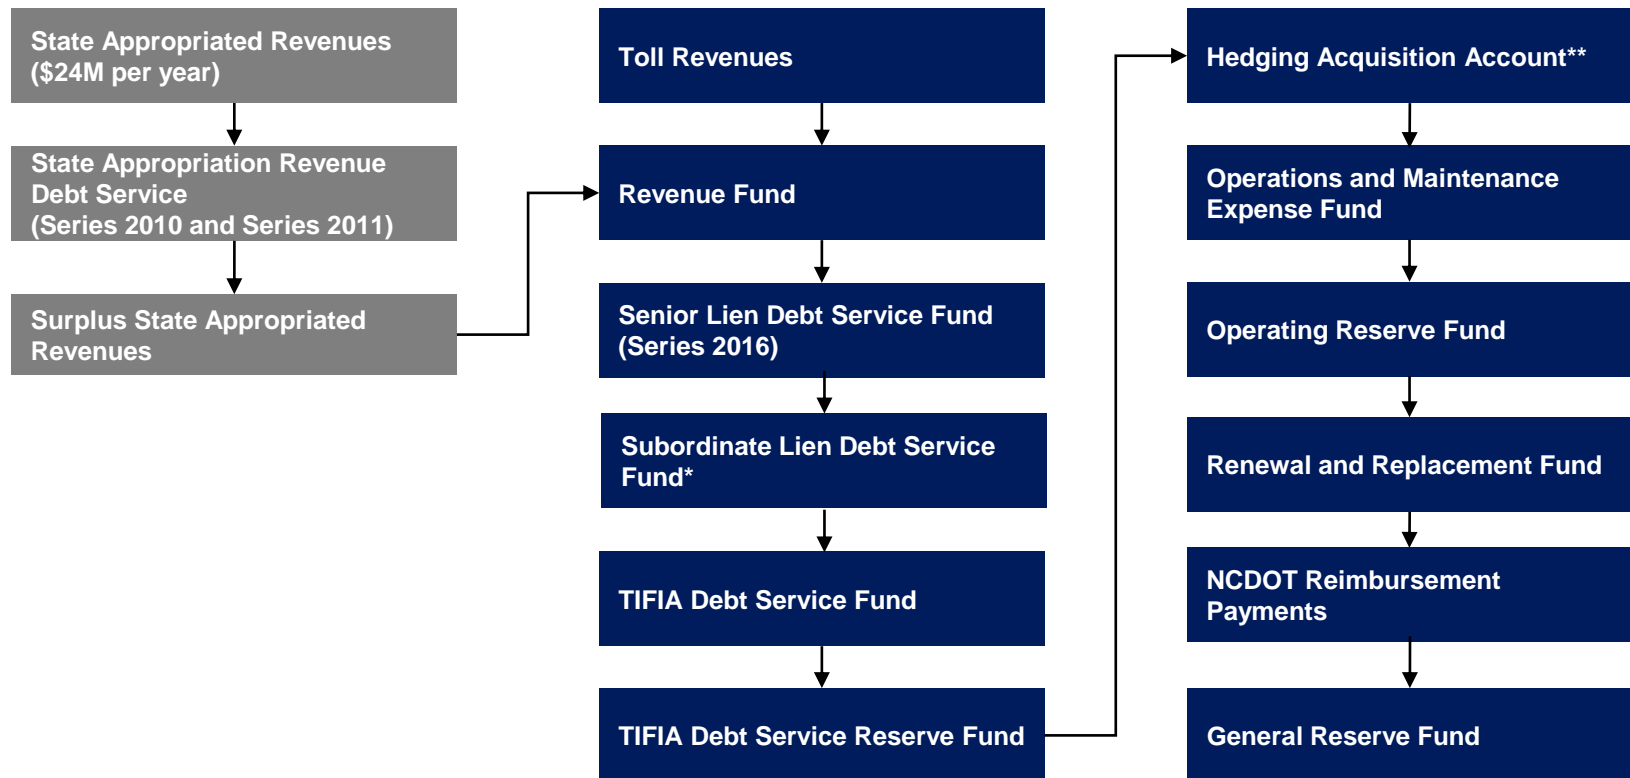 State Appropriated Revenues
($24M per year)
State Appropriation Revenue
Debt Service
(Series 2010 and Series 2011)
Surplus State Appropriated
Revenues
Toll Revenues
Revenue Fund
Senior Lien Debt Service Fund
(Series 2016)
Subordinate Lien Debt Service
Fund*
TIFIA Debt Service Fund
TIFIA Debt Service Reserve Fund
Hedging Acquisition Account**
Operations and Maintenance
Expense Fund
Operating Reserve Fund
Renewal and Replacement Fund
NCDOT Reimbursement
Payments
General Reserve Fund